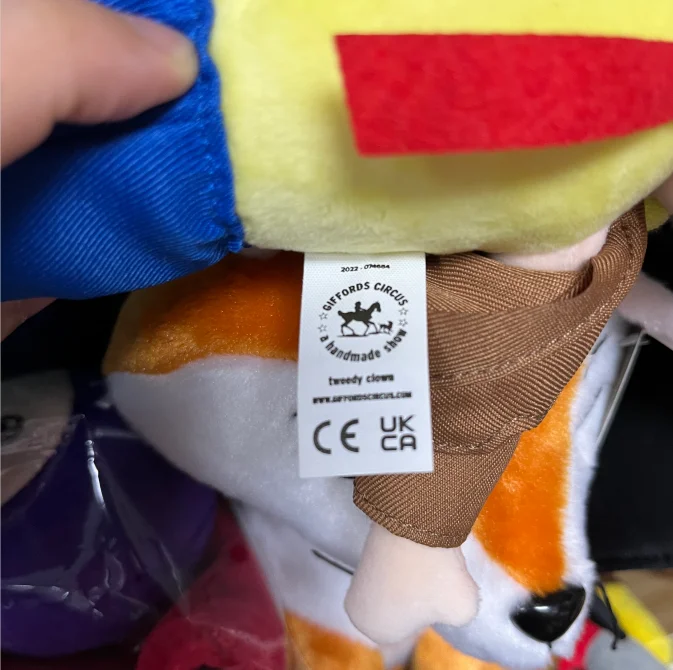 2022 - 074684
GIFFORDS CIRCUS
a handmade show
tweedy clown
WWW.GIFFORDSCIRCUS.COM
CE UK
CA